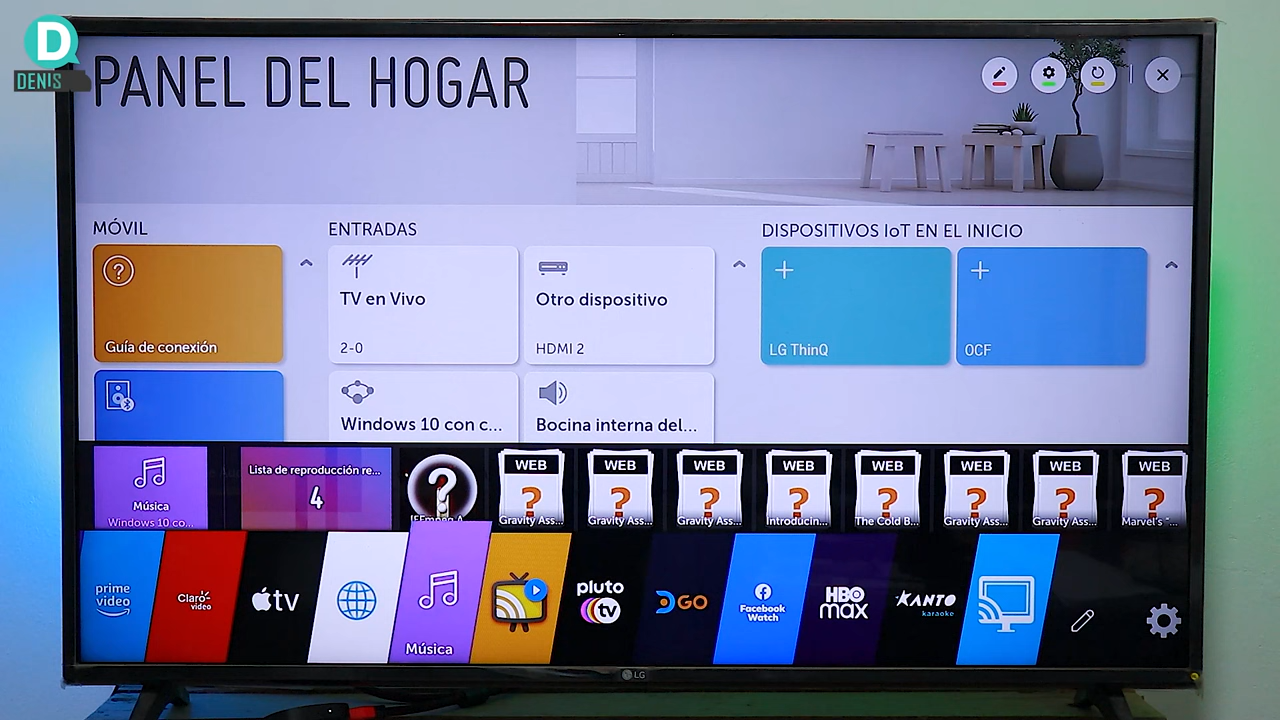 D
DENIS
PANEL DEL HOGAR
MÓVIL
ENTRADAS
DISPOSITIVOS IoT EN EL INICIO
Guía de conexión
TV en Vivo
2-0
Otro dispositivo
HDMI 2
LG ThinQ
OCF
Windows 10 con c...
Bocina interna del...
Música
Windows 10 co...
Lista de reproducción re...
4
WEB
Gravity Ass...
WEB
Gravity Ass...
WEB
Gravity Ass...
WEB
Introducin...
WEB
The Cold B...
WEB
Gravity Ass...
WEB
Gravity Ass...
WEB
Marvel's "...
prime video
Claro-
video
tv
Música
pluto
tv
DGO
Facebook
Watch
HBO
max
KANTO
karaoke
LG